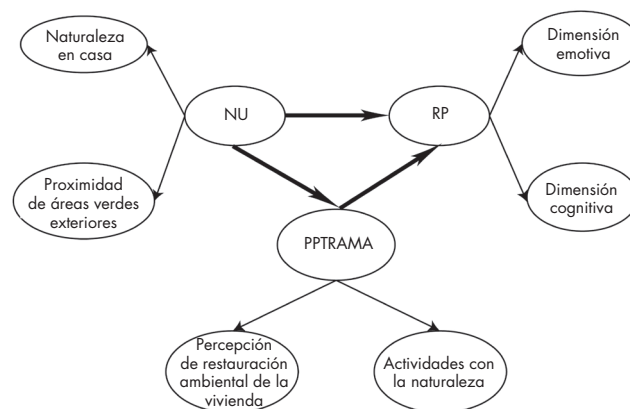 Naturaleza
en casa
Dimensión
emotiva
NU
RP
Proximidad
de áreas verdes
exteriores
Dimensión
cognitiva
PPTRAMA
Percepción
de restauración
ambiental de la
vivienda
Actividades con
la naturaleza